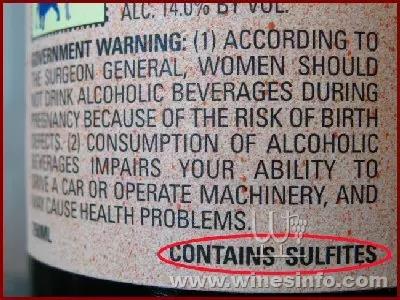 ALC. 14.0% BY VOL.
GOVERNMENT WARNING: (1) ACCORDING TO
THE SURGEON GENERAL, WOMEN SHOULD
NOT DRINK ALCOHOLIC BEVERAGES DURING
PREGNANCY BECAUSE OF THE RISK OF BIRTH
DEFECTS. (2) CONSUMPTION OF ALCOHOLIC
BEVERAGES IMPAIRS YOUR ABILITY TO
DRIVE A CAR OR OPERATE MACHINERY, AND
MAY CAUSE HEALTH PROBLEMS.
750ML
CONTAINS SULFITES
www.winesinfo.com